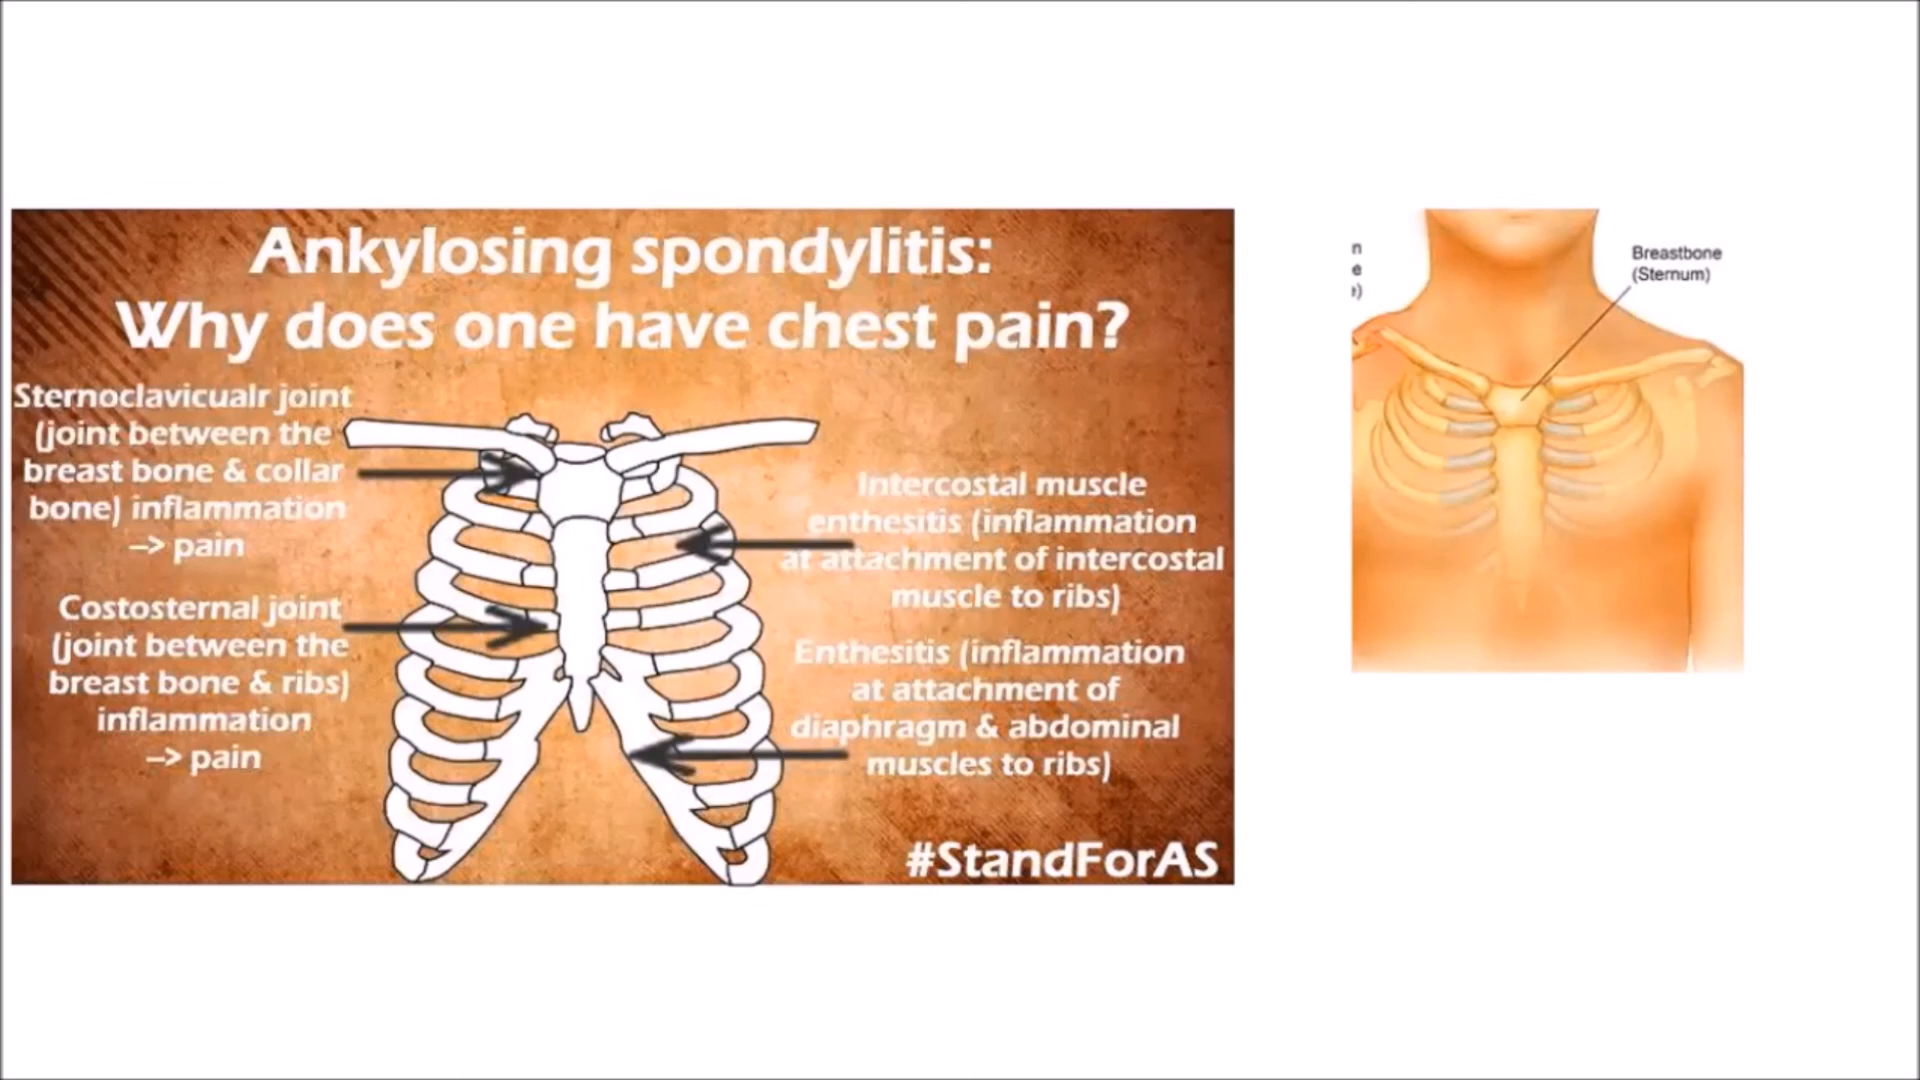 Ankylosing spondylitis:
Why does one have chest pain?
Sternoclavicualr joint
(joint between the
breast bone & collar
bone) inflammation
–> pain
Costosternal joint
(joint between the
breast bone & ribs)
inflammation
–> pain
Intercostal muscle
enthesitis (inflammation
at attachment of intercostal
muscle to ribs)
Enthesitis (inflammation
at attachment of
diaphragm & abdominal
muscles to ribs)
#StandForAS
n
e
)
Breastbone
(Sternum)